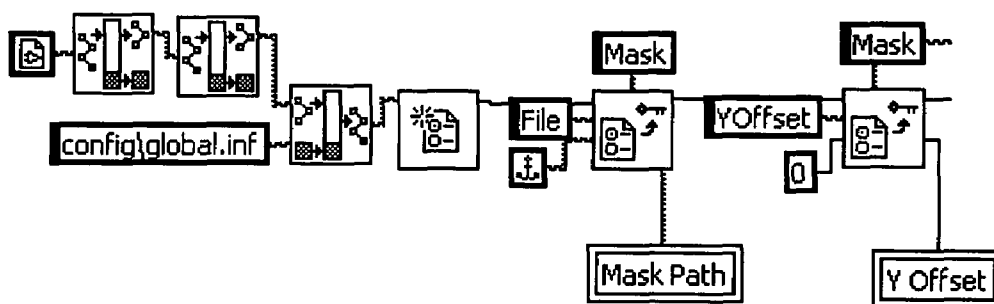 Mask
Mask
File
YOffset
config\global.inf
0
Mask Path
Y Offset